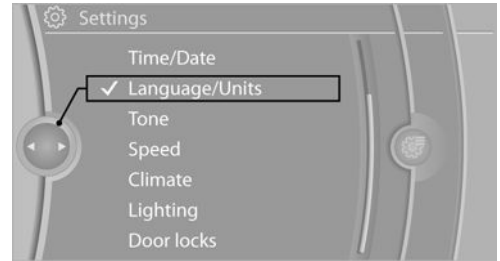 Settings
Time/Date
Language/Units
Tone
Speed
Climate
Lighting
Door locks